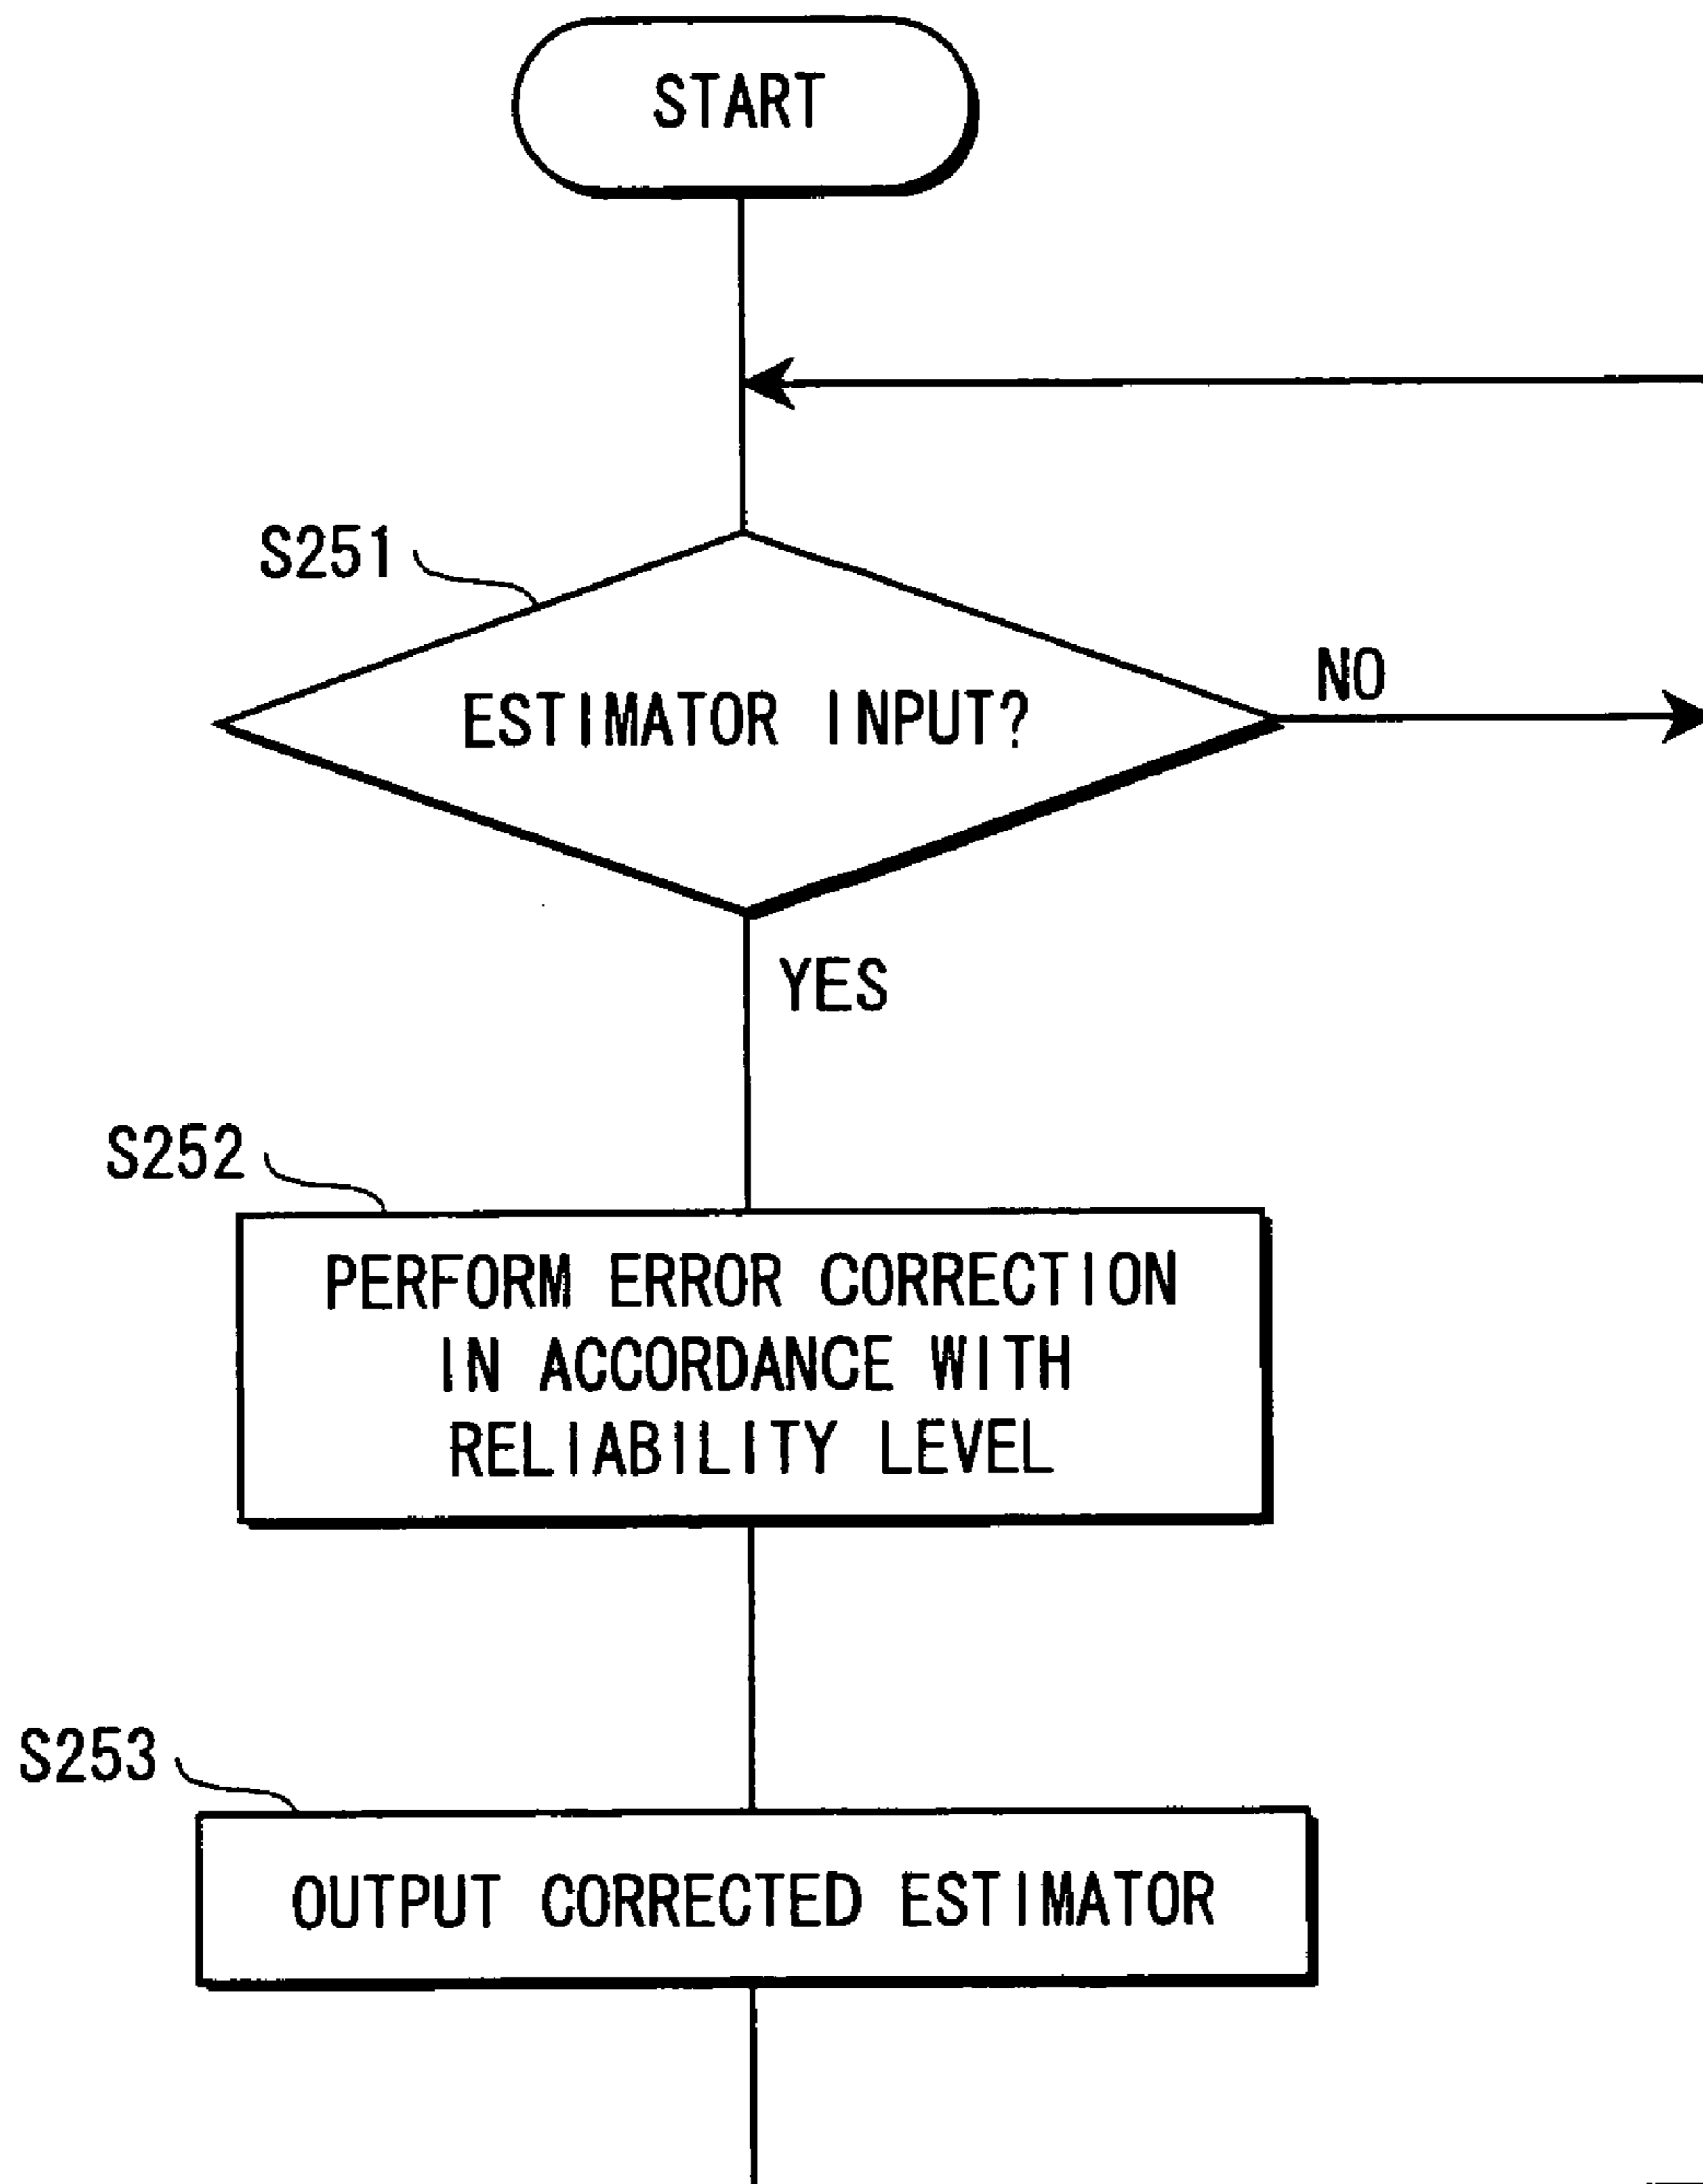 START
S251
ESTIMATOR INPUT?
NO
YES
S252
PERFORM ERROR CORRECTION
IN ACCORDANCE WITH
RELIABILITY LEVEL
S253
OUTPUT CORRECTED ESTIMATOR